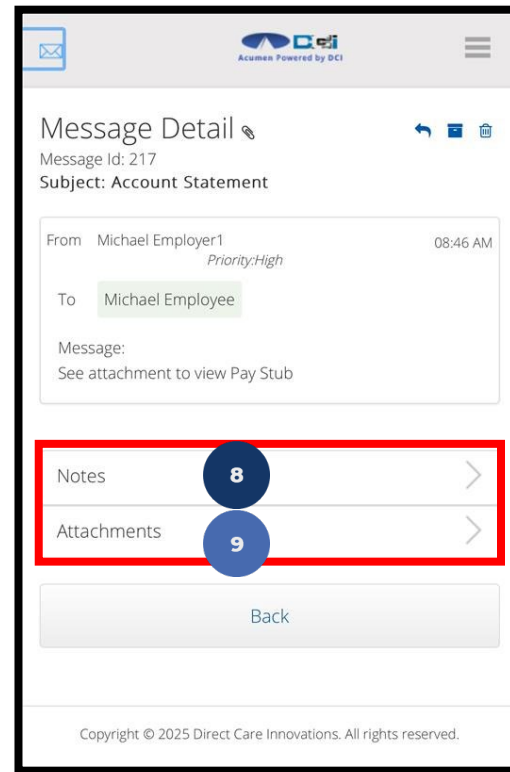 DCI
Acumen Powered by DCI
Message Detail
Message Id: 217
Subject: Account Statement
From Michael Employer1 08:46 AM
Priority:High
To Michael Employee
Message:
See attachment to view Pay Stub
Notes 8
Attachments 9
Back
Copyright © 2025 Direct Care Innovations. All rights reserved.